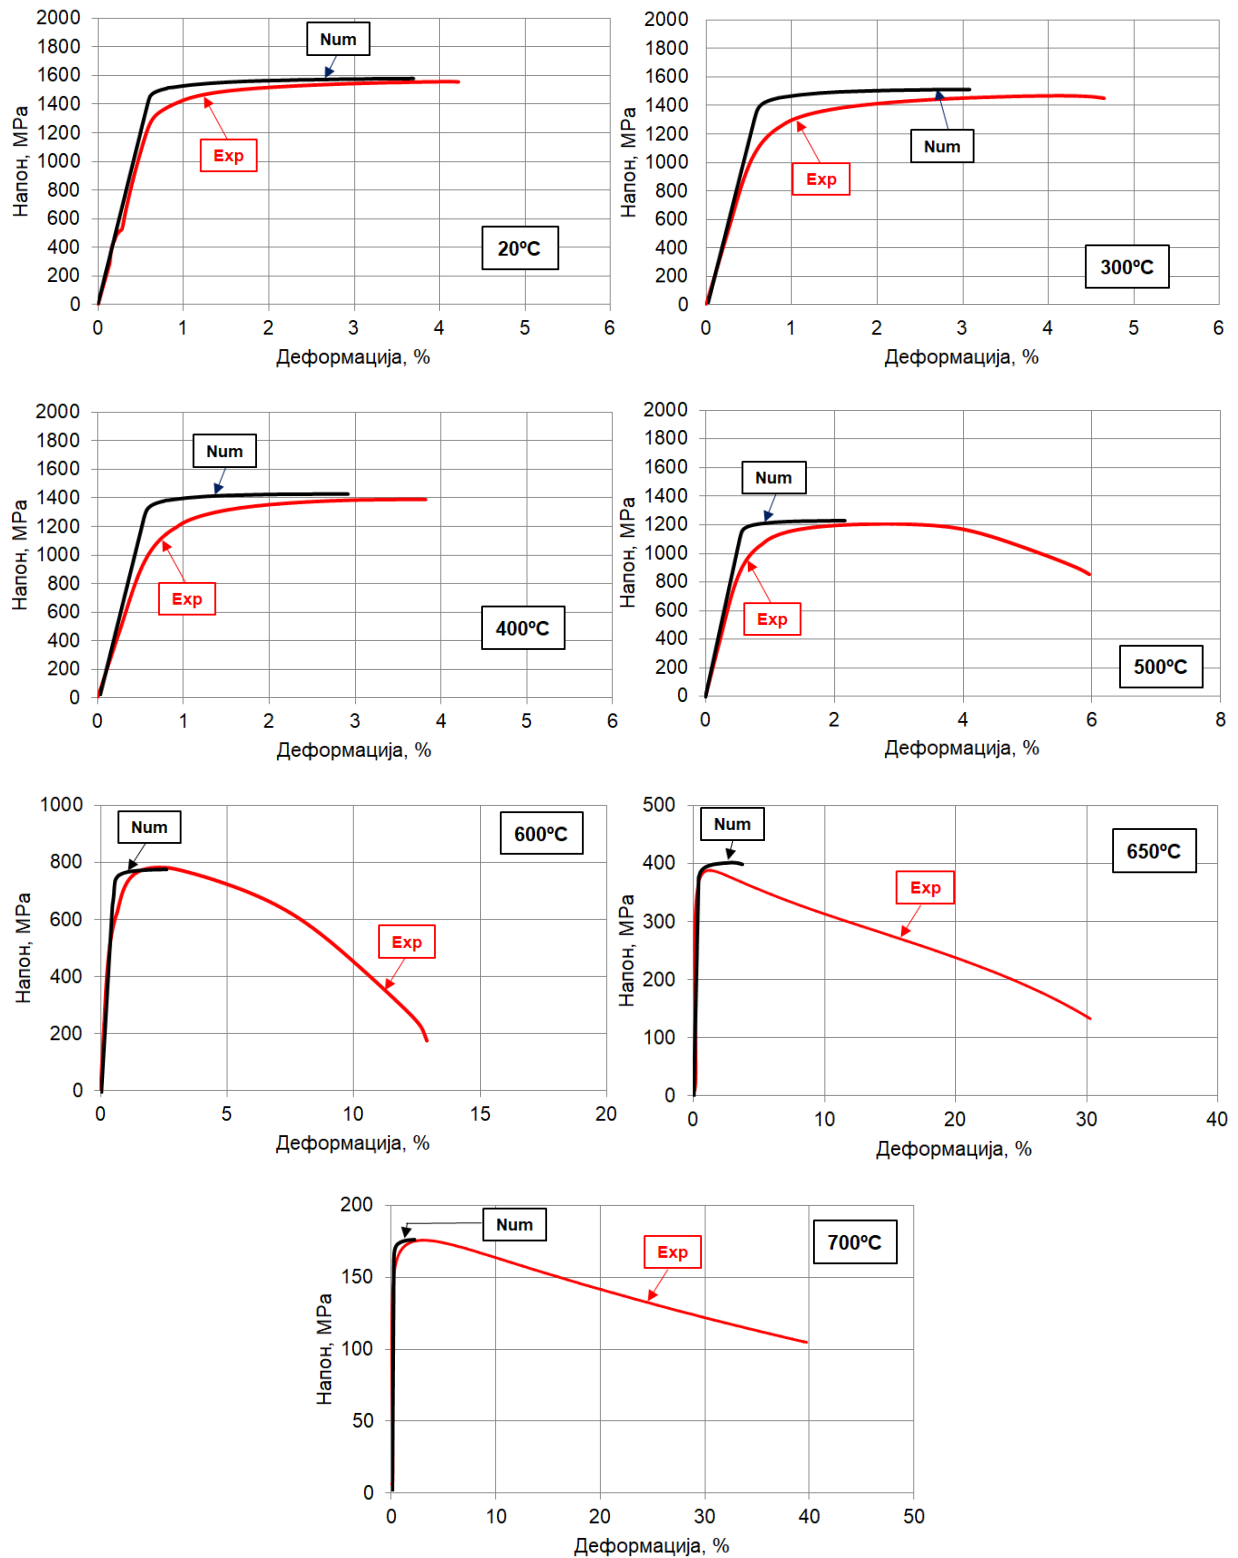 2000
1800
1600
1400
1200
1000
800
600
400
200
0
Напон, MPa
Num
Exp
20ºC
0 1 2 3 4 5 6
Деформација, %
2000
1800
1600
1400
1200
1000
800
600
400
200
0
Напон, MPa
Num
Exp
300ºC
0 1 2 3 4 5 6
Деформација, %
2000
1800
1600
1400
1200
1000
800
600
400
200
0
Напон, MPa
Num
Exp
400ºC
0 1 2 3 4 5 6
Деформација, %
2000
1800
1600
1400
1200
1000
800
600
400
200
0
Напон, MPa
Num
Exp
500ºC
0 2 4 6 8
Деформација, %
1000
800
600
400
200
0
Напон, MPa
Num
600ºC
Exp
0 5 10 15 20
Деформација, %
500
400
300
200
100
0
Напон, MPa
Num
650ºC
Exp
0 10 20 30 40
Деформација, %
200
150
100
50
0
Напон, MPa
Num
Exp
700ºC
0 10 20 30 40 50
Деформација, %